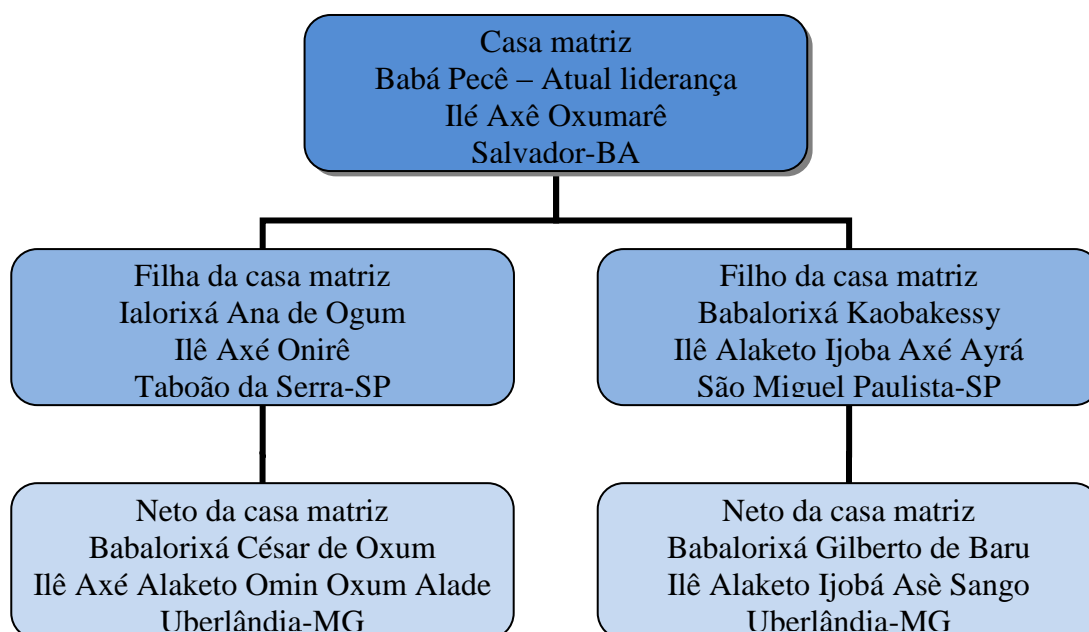 Casa matriz
Babá Pecê – Atual liderança
Ilé Axê Oxumarê
Salvador-BA
Filha da casa matriz
Ialorixá Ana de Ogum
Ilê Axé Onirê
Taboão da Serra-SP
Filho da casa matriz
Babalorixá Kaobakessy
Ilê Alaketo Ijoba Axé Ayrá
São Miguel Paulista-SP
Neto da casa matriz
Babalorixá César de Oxum
Ilê Axé Alaketo Omin Oxum Alade
Uberlândia-MG
Neto da casa matriz
Babalorixá Gilberto de Baru
Ilê Alaketo Ijobá Asè Sango
Uberlândia-MG